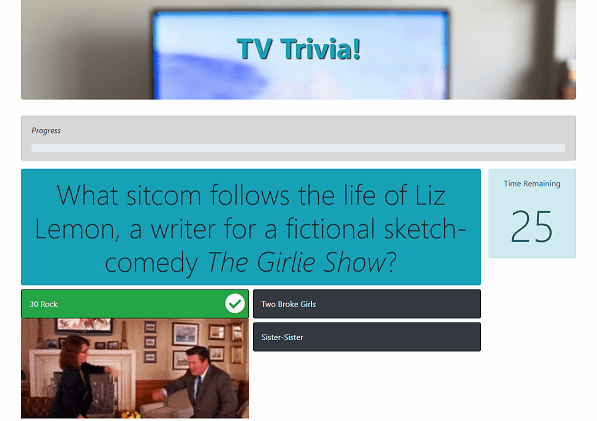 TV Trivia!
Progress
What sitcom follows the life of Liz
Lemon, a writer for a fictional sketch-
comedy The Girlie Show?
Time Remaining
25
30 Rock
Two Broke Girls
Sister-Sister